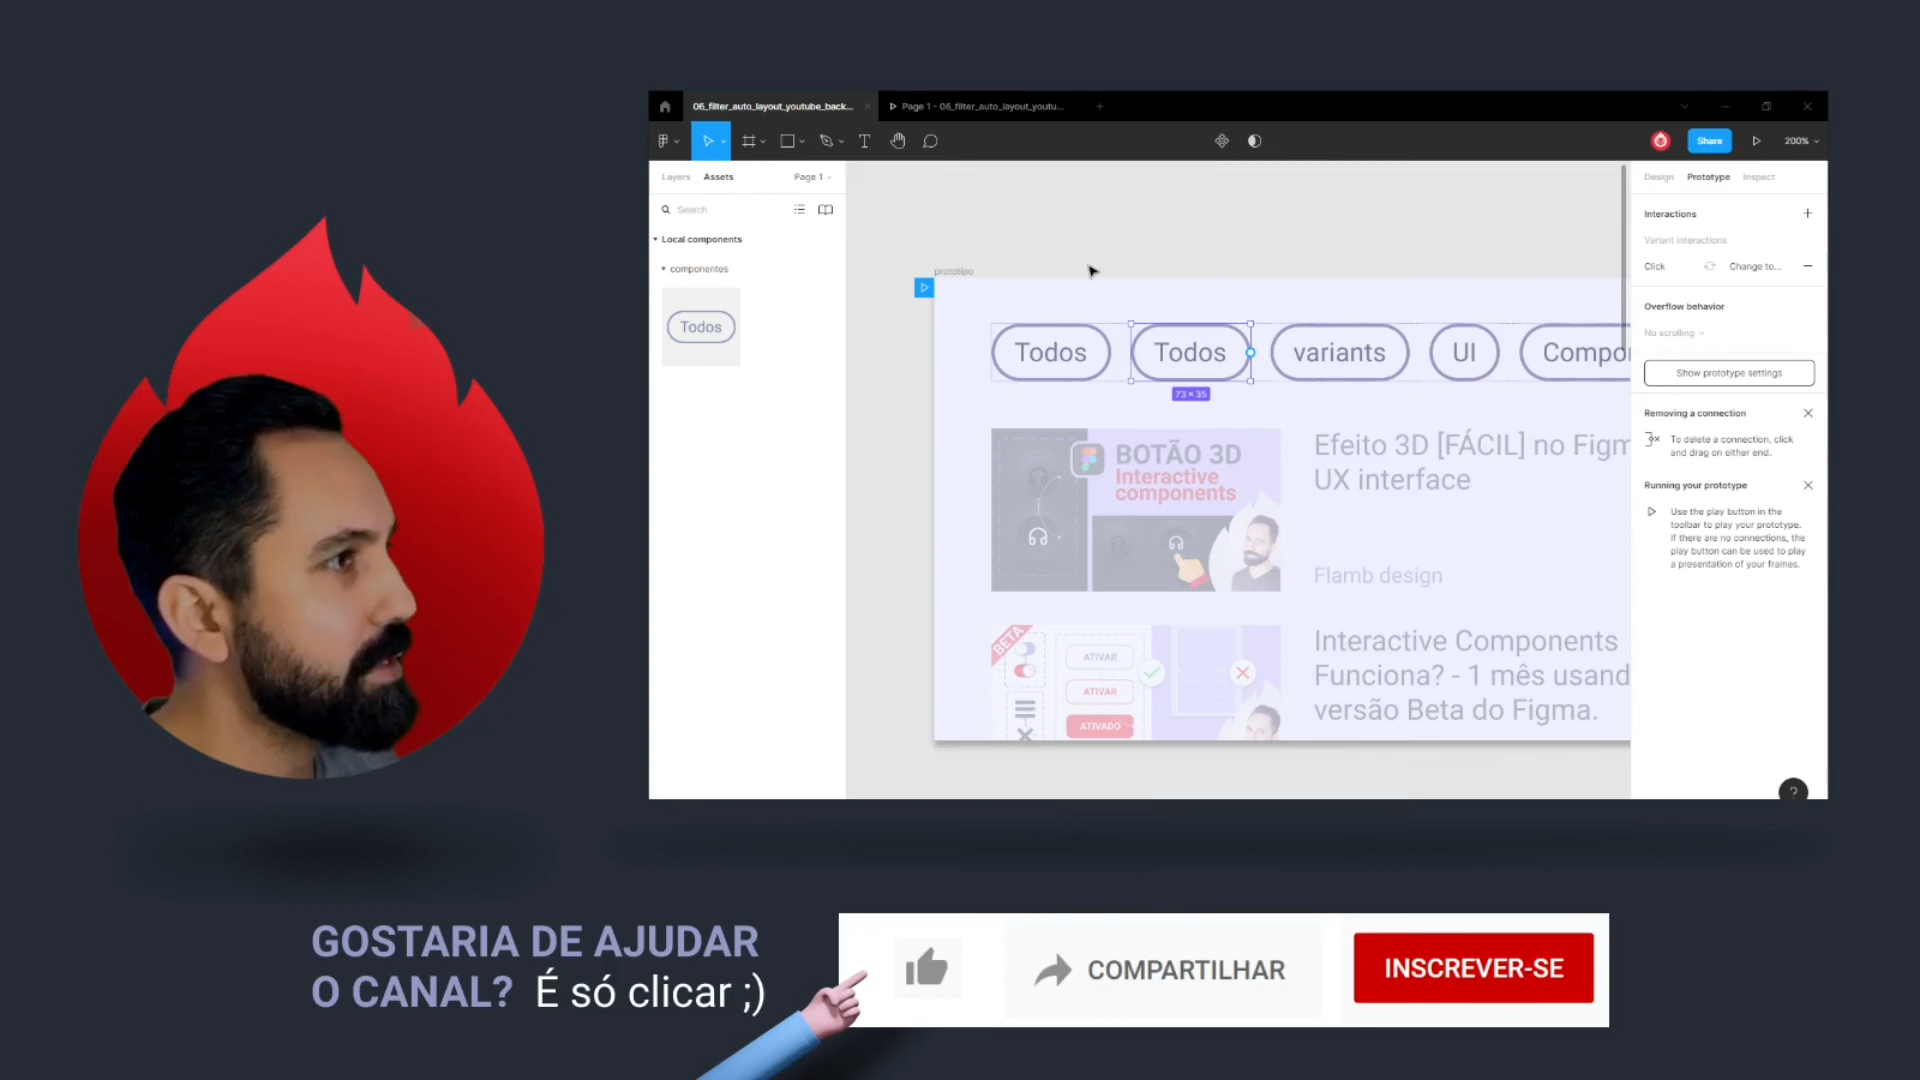 06_filter_auto_layout_youtube_back...
Page 1 - 06_filter_auto_layout_youtu...
Share
200%
Layers
Assets
Page 1
Search
Local components
componentes
Todos
prototipo
Todos
Todos
variants
UI
Compo
73 × 35
BOTÃO 3D
Interactive
components
Efeito 3D [FÁCIL] no Figm
UX interface
Flamb design
BETA
ATIVAR
ATIVAR
ATIVADO
Interactive Components
Funciona? - 1 mês usand
versão Beta do Figma.
Design
Prototype
Inspect
Interactions
Variant interactions
Click
Change to...
Overflow behavior
No scrolling
Show prototype settings
Removing a connection
To delete a connection, click
and drag on either end.
Running your prototype
Use the play button in the
toolbar to play your prototype.
If there are no connections, the
play button can be used to play
a presentation of your frames.
?
GOSTARIA DE AJUDAR
O CANAL? É só clicar ;)
COMPARTILHAR
INSCREVER-SE